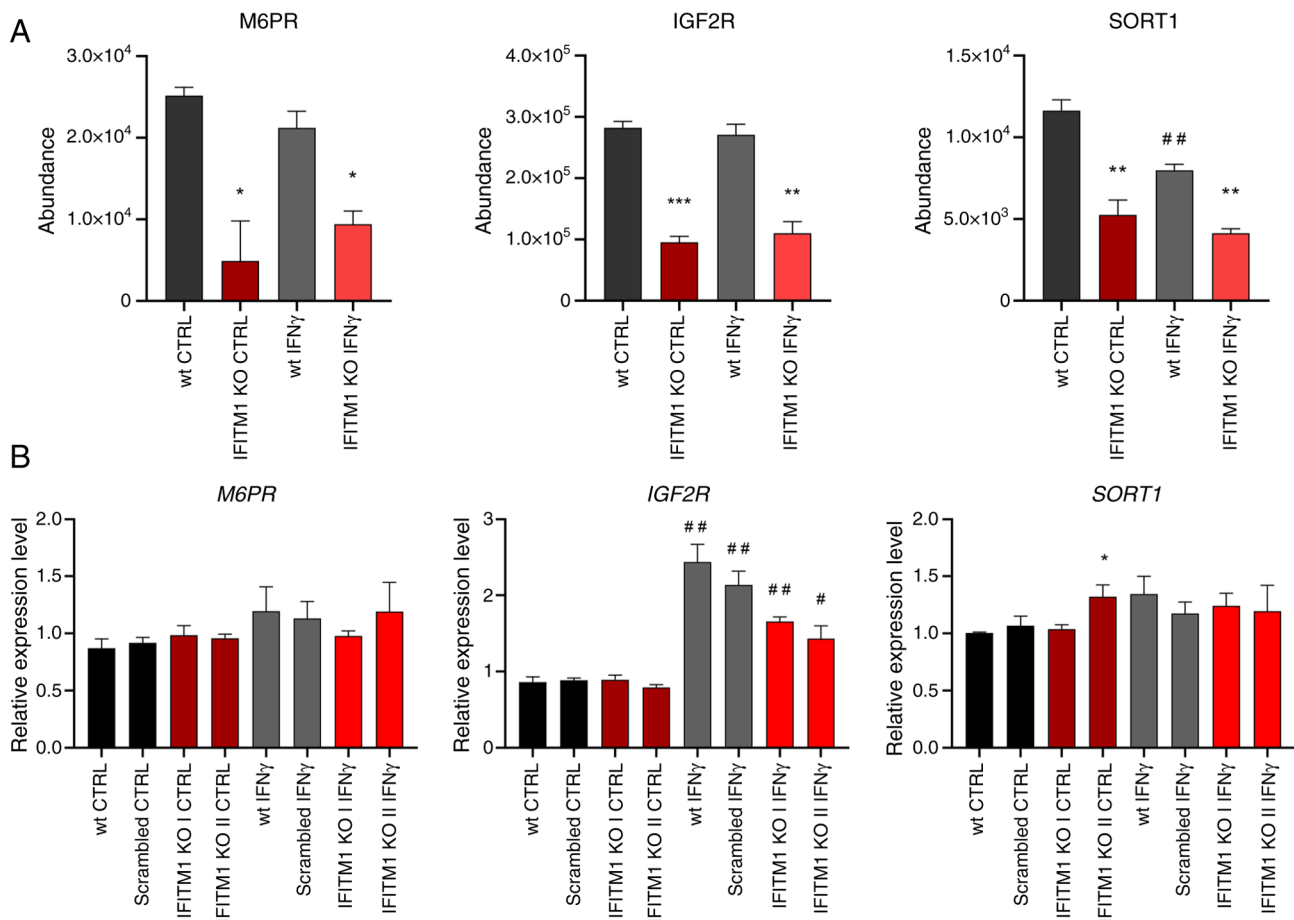 A
M6PR
Abundance
3.0×10⁴
2.0×10⁴
1.0×10⁴
0
*
*
wt CTRL
IFITM1 KO CTRL
wt IFNγ
IFITM1 KO IFNγ
IGF2R
Abundance
4.0×10⁵
3.0×10⁵
2.0×10⁵
1.0×10⁵
0
***
**
wt CTRL
IFITM1 KO CTRL
wt IFNγ
IFITM1 KO IFNγ
SORT1
Abundance
1.5×10⁴
1.0×10⁴
5.0×10³
0
**
##
**
wt CTRL
IFITM1 KO CTRL
wt IFNγ
IFITM1 KO IFNγ
B
M6PR
Relative expression level
2.0
1.5
1.0
0.5
0.0
wt CTRL
Scrambled CTRL
IFITM1 KO I CTRL
FITM1 KO II CTRL
wt IFNγ
Scrambled IFNγ
IFITM1 KO I IFNγ
IFITM1 KO II IFNγ
IGF2R
Relative expression level
3
2
1
0
##
##
##
#
wt CTRL
Scrambled CTRL
IFITM1 KO I CTRL
FITM1 KO II CTRL
wt IFNγ
Scrambled IFNγ
IFITM1 KO I IFNγ
IFITM1 KO II IFNγ
SORT1
Relative expression level
2.0
1.5
1.0
0.5
0.0
*
wt CTRL
Scrambled CTRL
IFITM1 KO I CTRL
FITM1 KO II CTRL
wt IFNγ
Scrambled IFNγ
IFITM1 KO I IFNγ
IFITM1 KO II IFNγ